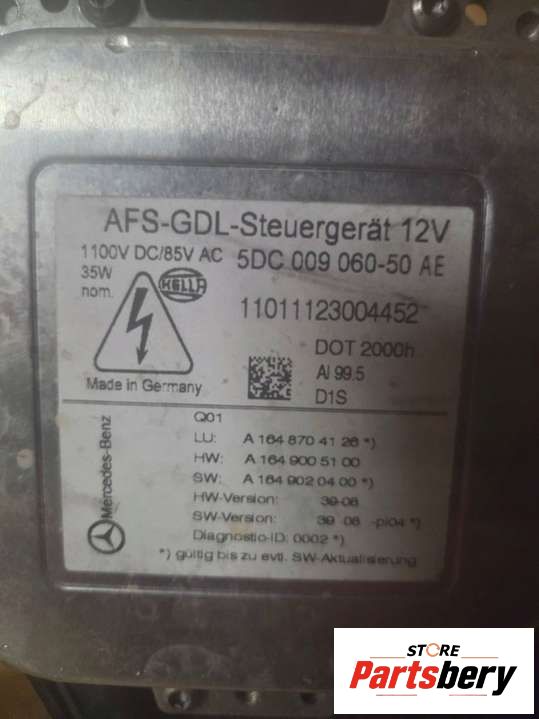 AFS-GDL-Steuergerät 12V
1100V DC/85V AC 5DC 009 060-50 AE
35W
nom.
HELLA
11011123004452
DOT 2000h
Al 99.5
D1S
Made in Germany
Q01
LU: A 164 870 41 26 *)
HW: A 164 900 51 00
SW: A 164 902 04 00 *)
HW-Version: 39-06
SW-Version: 39 06 -pl04 *)
Diagnostic-ID: 0002 *)
*) gültig bis zu evtl. SW-Aktualisierung
Mercedes-Benz
STORE
Partsbery